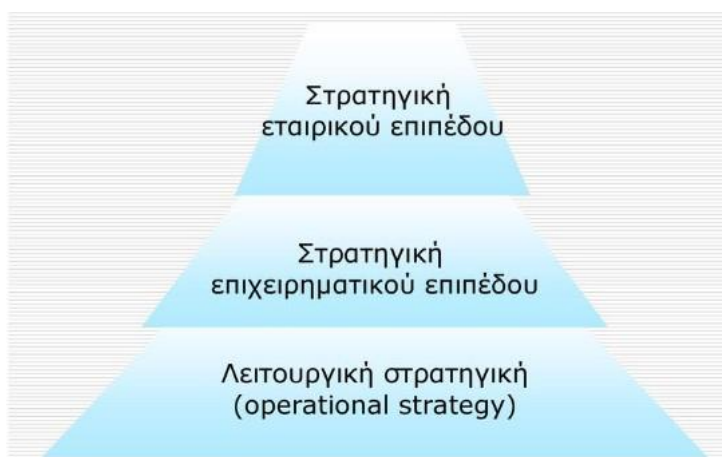 Στρατηγική
εταιρικού επιπέδου
Στρατηγική
επιχειρηματικού επιπέδου
Λειτουργική στρατηγική
(operational strategy)